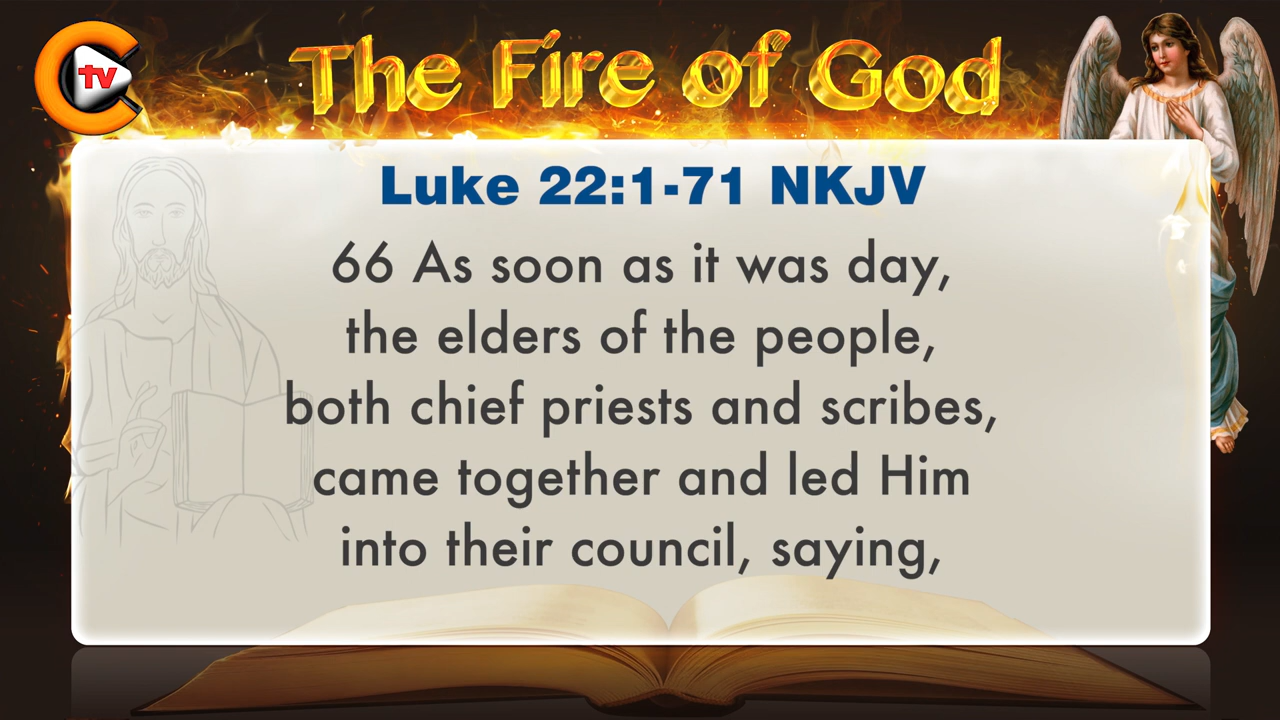 C
tv
The Fire of God
Luke 22:1-71 NKJV
66 As soon as it was day,
the elders of the people,
both chief priests and scribes,
came together and led Him
into their council, saying,